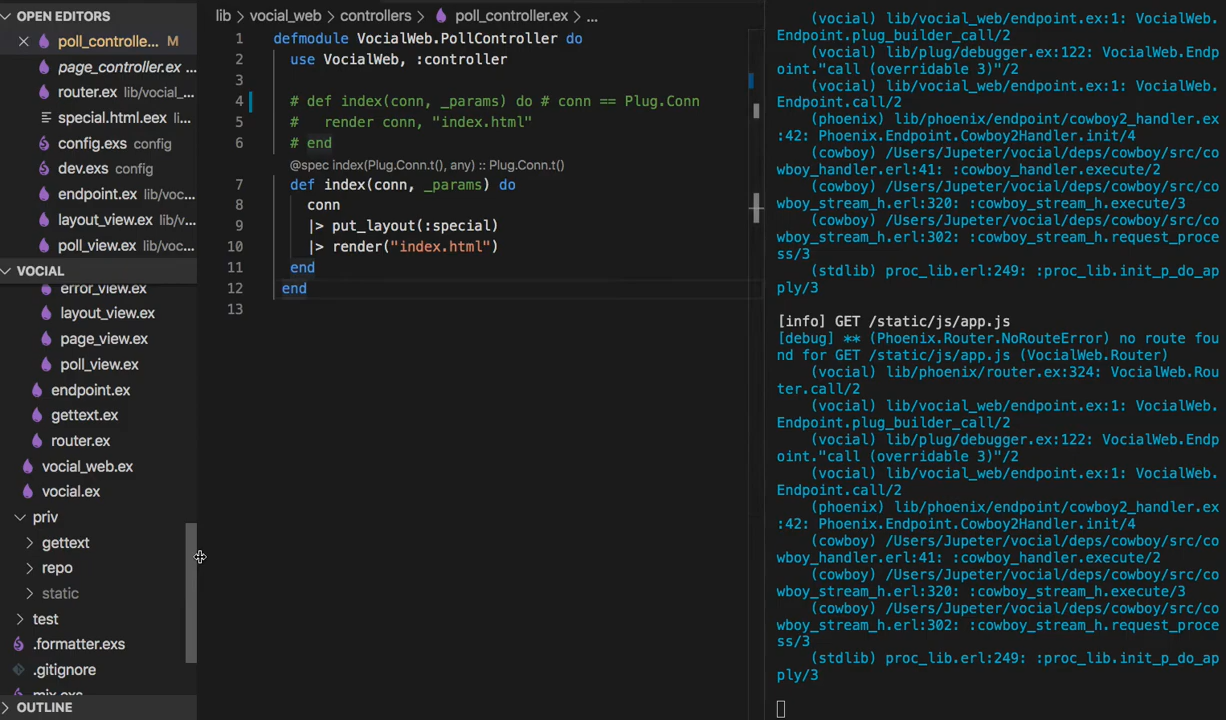 OPEN EDITORS
poll_controlle... M
page_controller.ex ...
router.ex lib/vocial_...
special.html.eex li...
config.exs config
dev.exs config
endpoint.ex lib/voc...
layout_view.ex lib/v...
poll_view.ex lib/voc...
VOCIAL
error_view.ex
layout_view.ex
page_view.ex
poll_view.ex
endpoint.ex
gettext.ex
router.ex
vocial_web.ex
vocial.ex
priv
gettext
repo
static
test
.formatter.exs
.gitignore
mix.exs
OUTLINE
lib > vocial_web > controllers > poll_controller.ex > ...
1 defmodule VocialWeb.PollController do
2 use VocialWeb, :controller
3
4 # def index(conn, _params) do # conn == Plug.Conn
5 #   render conn, "index.html"
6 # end
@spec index(Plug.Conn.t(), any) :: Plug.Conn.t()
7 def index(conn, _params) do
8 conn
9 |> put_layout(:special)
10 |> render("index.html")
11 end
12 end
13
(vocial) lib/vocial_web/endpoint.ex:1: VocialWeb.
Endpoint.plug_builder_call/2
(vocial) lib/plug/debugger.ex:122: VocialWeb.Endp
oint."call (overridable 3)"/2
(vocial) lib/vocial_web/endpoint.ex:1: VocialWeb.
Endpoint.call/2
(phoenix) lib/phoenix/endpoint/cowboy2_handler.ex
:42: Phoenix.Endpoint.Cowboy2Handler.init/4
(cowboy) /Users/Jupeter/vocial/deps/cowboy/src/co
wboy_handler.erl:41: :cowboy_handler.execute/2
(cowboy) /Users/Jupeter/vocial/deps/cowboy/src/co
wboy_stream_h.erl:320: :cowboy_stream_h.execute/3
(cowboy) /Users/Jupeter/vocial/deps/cowboy/src/co
wboy_stream_h.erl:302: :cowboy_stream_h.request_proce
ss/3
(stdlib) proc_lib.erl:249: :proc_lib.init_p_do_ap
ply/3
[info] GET /static/js/app.js
[debug] ** (Phoenix.Router.NoRouteError) no route fou
nd for GET /static/js/app.js (VocialWeb.Router)
(vocial) lib/phoenix/router.ex:324: VocialWeb.Rou
ter.call/2
(vocial) lib/vocial_web/endpoint.ex:1: VocialWeb.
Endpoint.plug_builder_call/2
(vocial) lib/plug/debugger.ex:122: VocialWeb.Endp
oint."call (overridable 3)"/2
(vocial) lib/vocial_web/endpoint.ex:1: VocialWeb.
Endpoint.call/2
(phoenix) lib/phoenix/endpoint/cowboy2_handler.ex
:42: Phoenix.Endpoint.Cowboy2Handler.init/4
(cowboy) /Users/Jupeter/vocial/deps/cowboy/src/co
wboy_handler.erl:41: :cowboy_handler.execute/2
(cowboy) /Users/Jupeter/vocial/deps/cowboy/src/co
wboy_stream_h.erl:320: :cowboy_stream_h.execute/3
(cowboy) /Users/Jupeter/vocial/deps/cowboy/src/co
wboy_stream_h.erl:302: :cowboy_stream_h.request_proce
ss/3
(stdlib) proc_lib.erl:249: :proc_lib.init_p_do_ap
ply/3